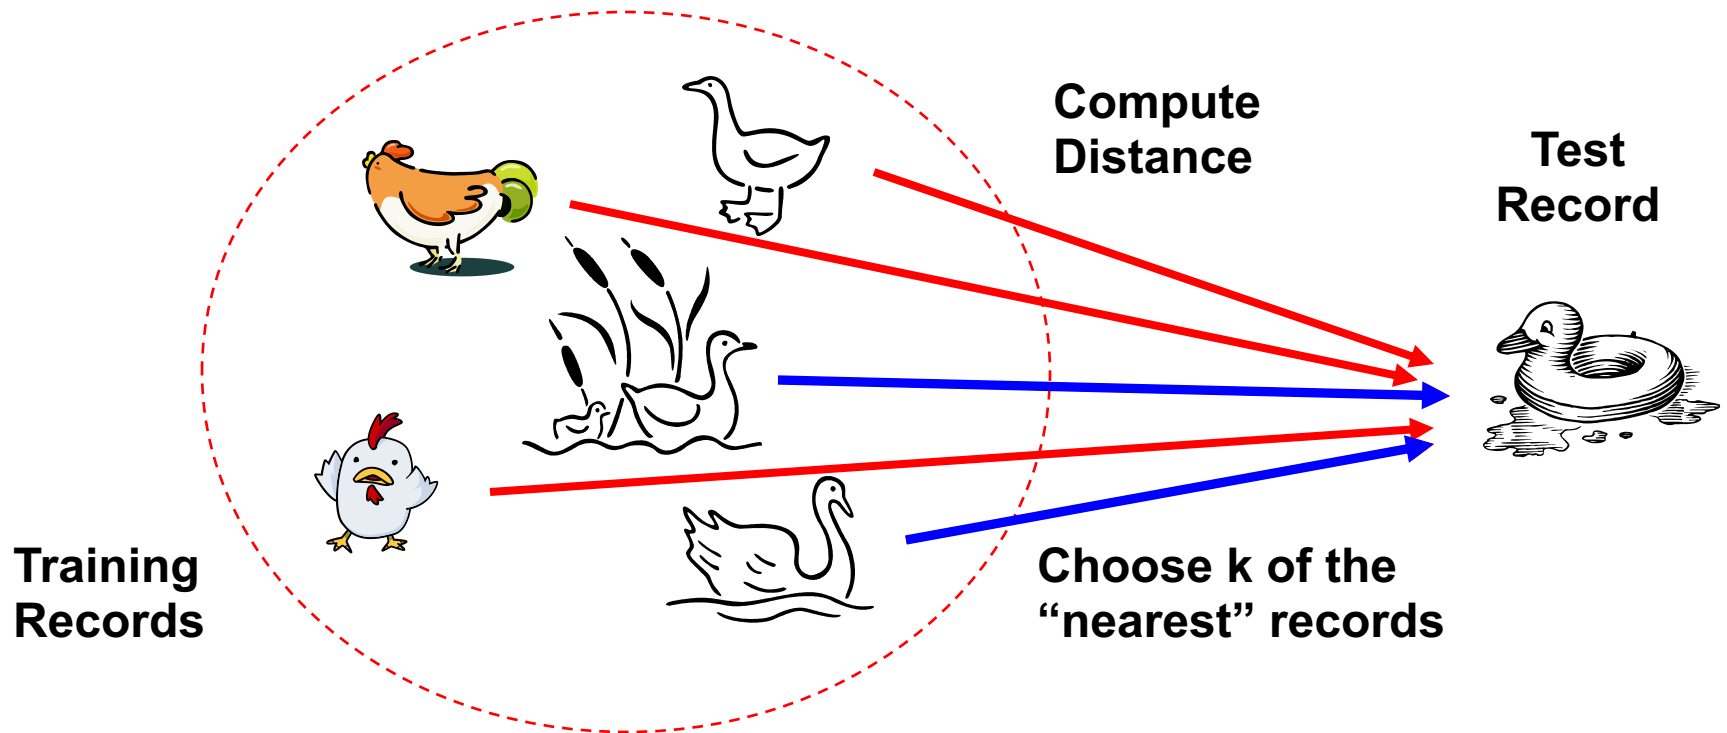 Compute
Distance
Test
Record
Training
Records
Choose k of the
“nearest” records